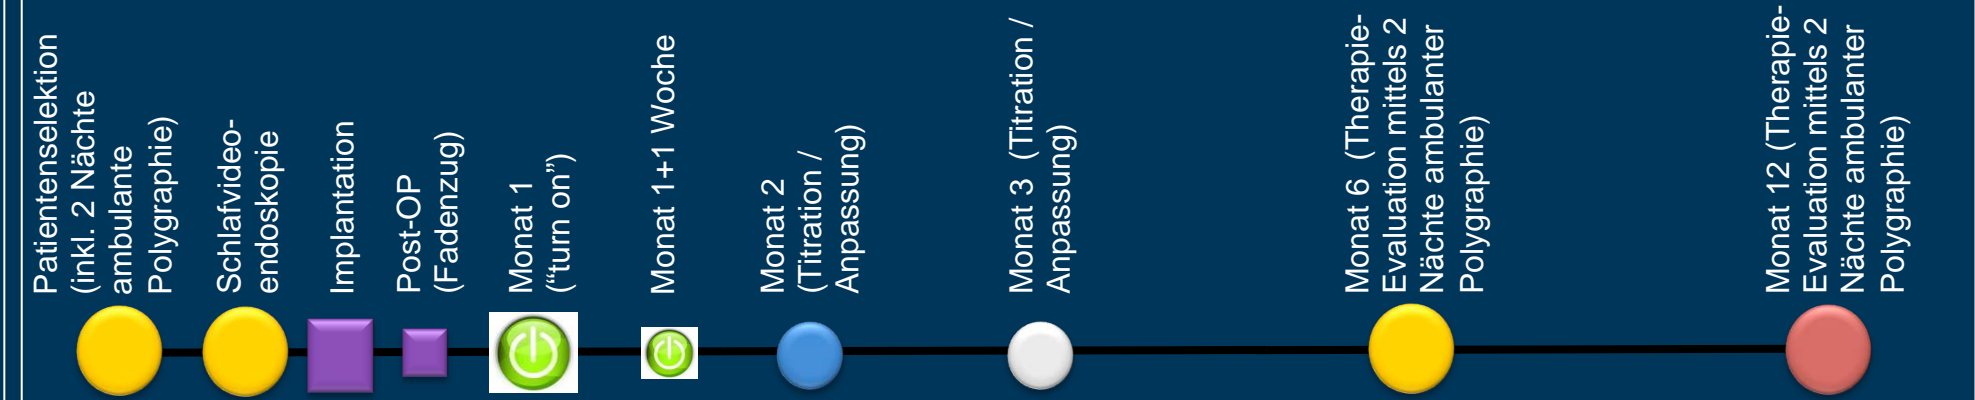 Patientenselektion
(inkl. 2 Nächte
ambulante
Polygraphie)
Schlafvideo-
endoskopie
Implantation
Post-OP
(Fadenzug)
Monat 1
(“turn on”)
Monat 1+1 Woche
Monat 2
(Titration /
Anpassung)
Monat 3 (Titration /
Anpassung)
Monat 6 (Therapie-
Evaluation mittels 2
Nächte ambulanter
Polygraphie)
Monat 12 (Therapie-
Evaluation mittels 2
Nächte ambulanter
Polygraphie)